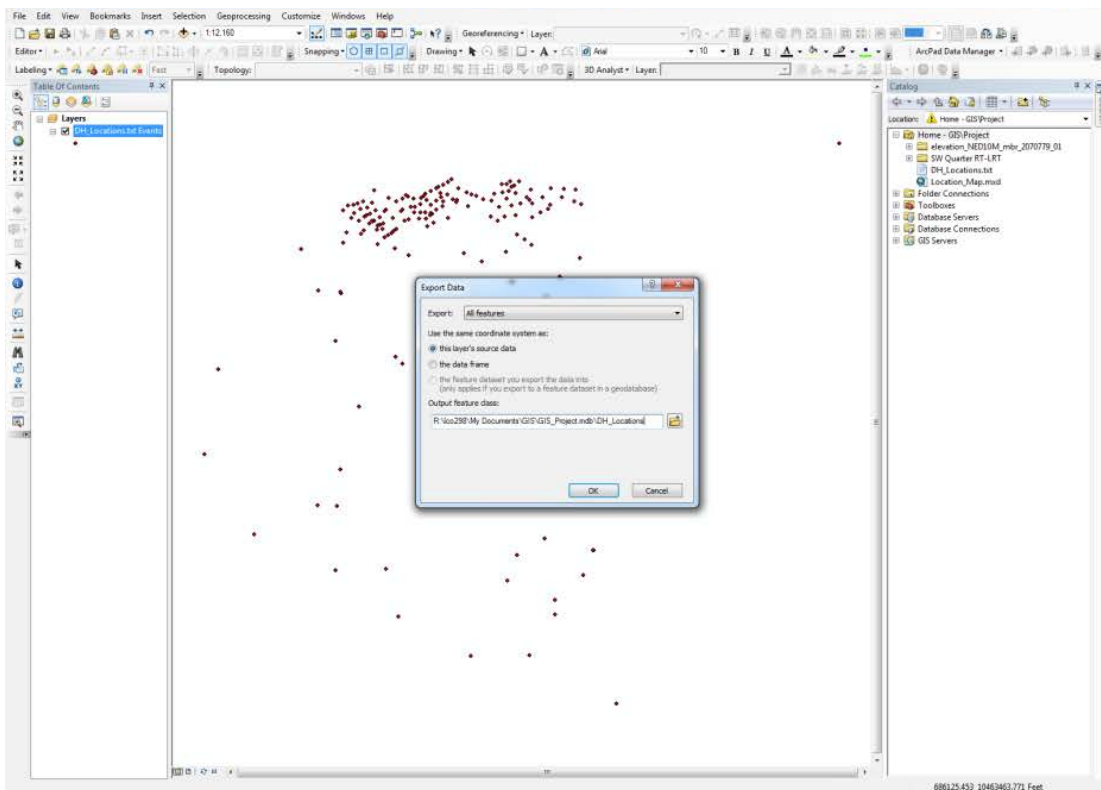 File Edit View Bookmarks Insert Selection Geoprocessing Customize Windows Help
1:12,160 Georeferencing Layer:
Editor Snapping Drawing Arial 10 B I U A ArcPad Data Manager
Labeling Fast Topology: 3D Analyst Layer:
Table Of Contents
Layers
DH_Locations.txt Events
Export Data
Export: All features
Use the same coordinate system as:
this layer's source data
the data frame
the feature dataset you export the data into
(only applies if you export to a feature dataset in a geodatabase)
Output feature class:
My Documents\GIS\GIS_Project.mdb\DH_Locations
OK Cancel
Catalog
Location: Home - GIS\Project
Home - GIS\Project
elevation_NED10M_mbr_2070779_01
SW Quarter RT-LRT
DH_Locations.txt
Location_Map.mxd
Folder Connections
Toolboxes
Database Servers
Database Connections
GIS Servers
686125.453 10463463.771 Feet